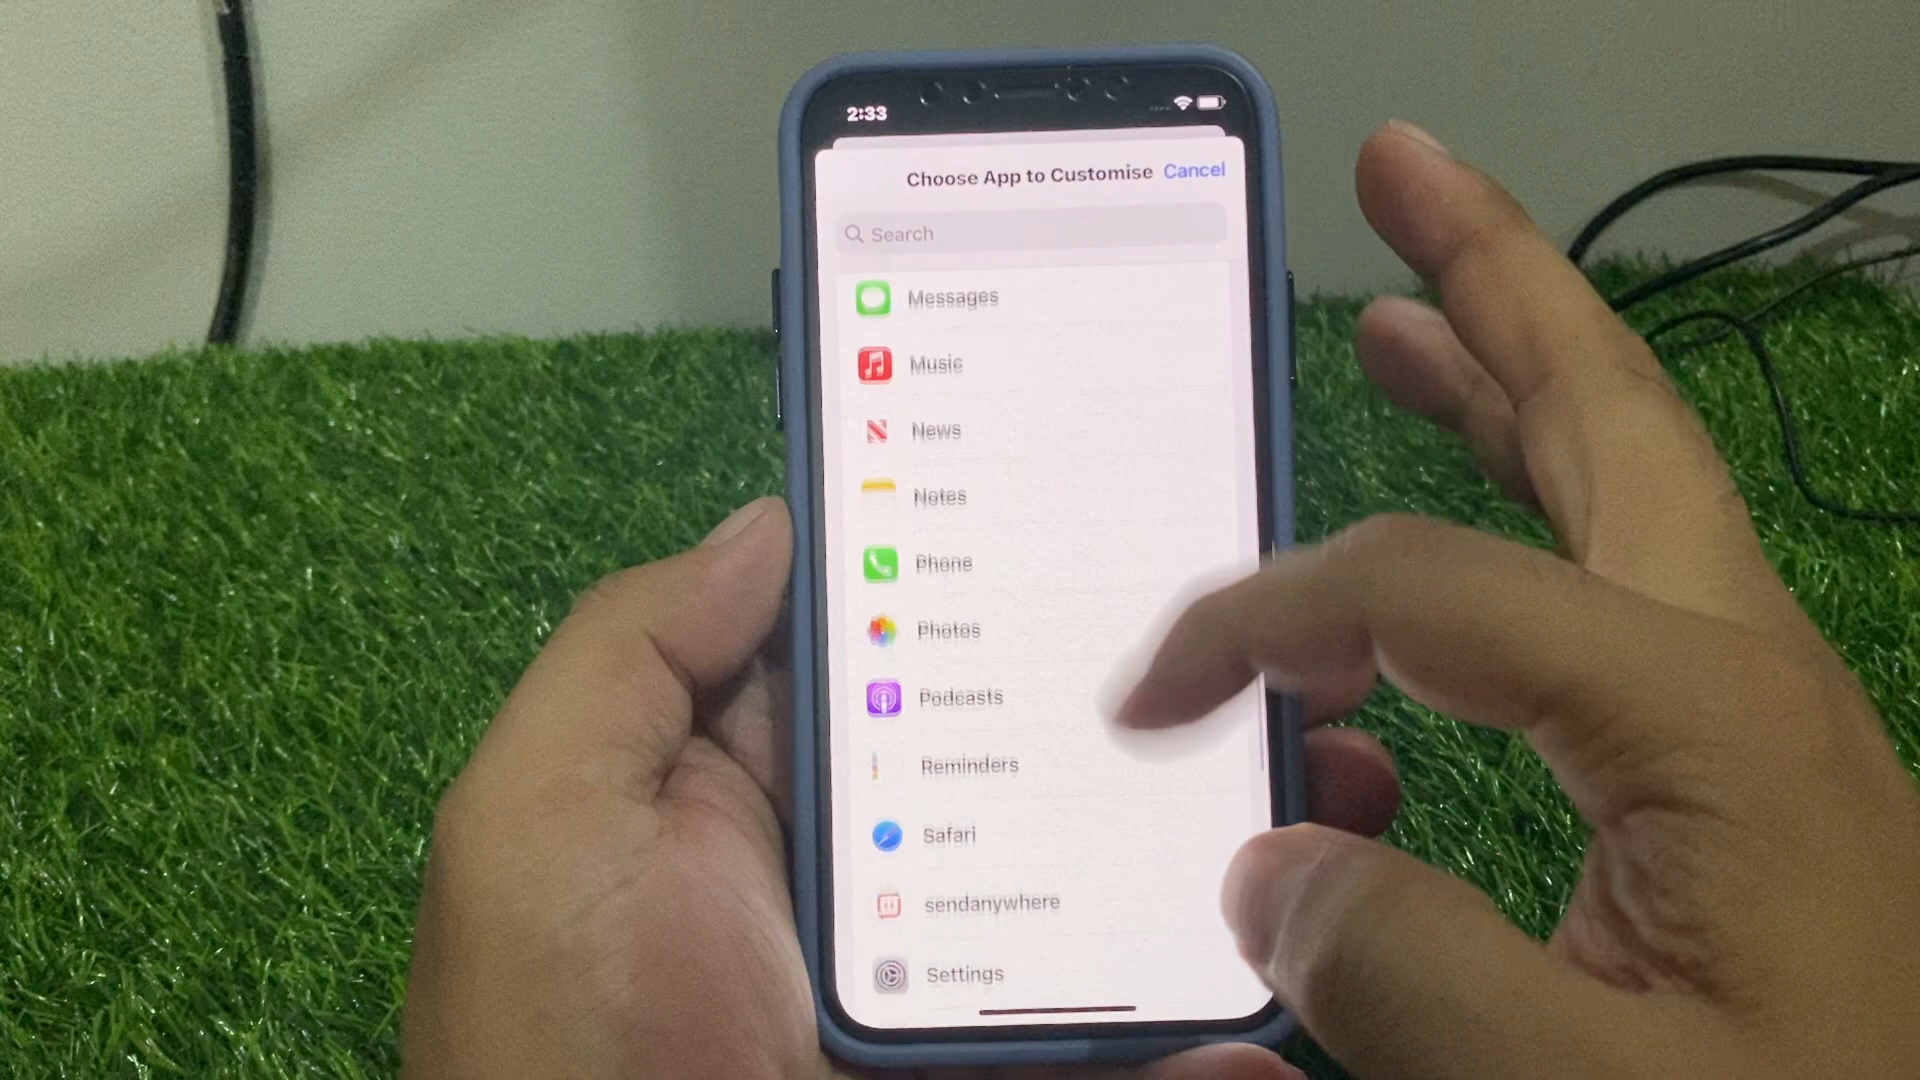 2:33
Choose App to Customise Cancel
Search
Messages
Music
News
Notes
Phone
Photos
Podcasts
Reminders
Safari
sendanywhere
Settings